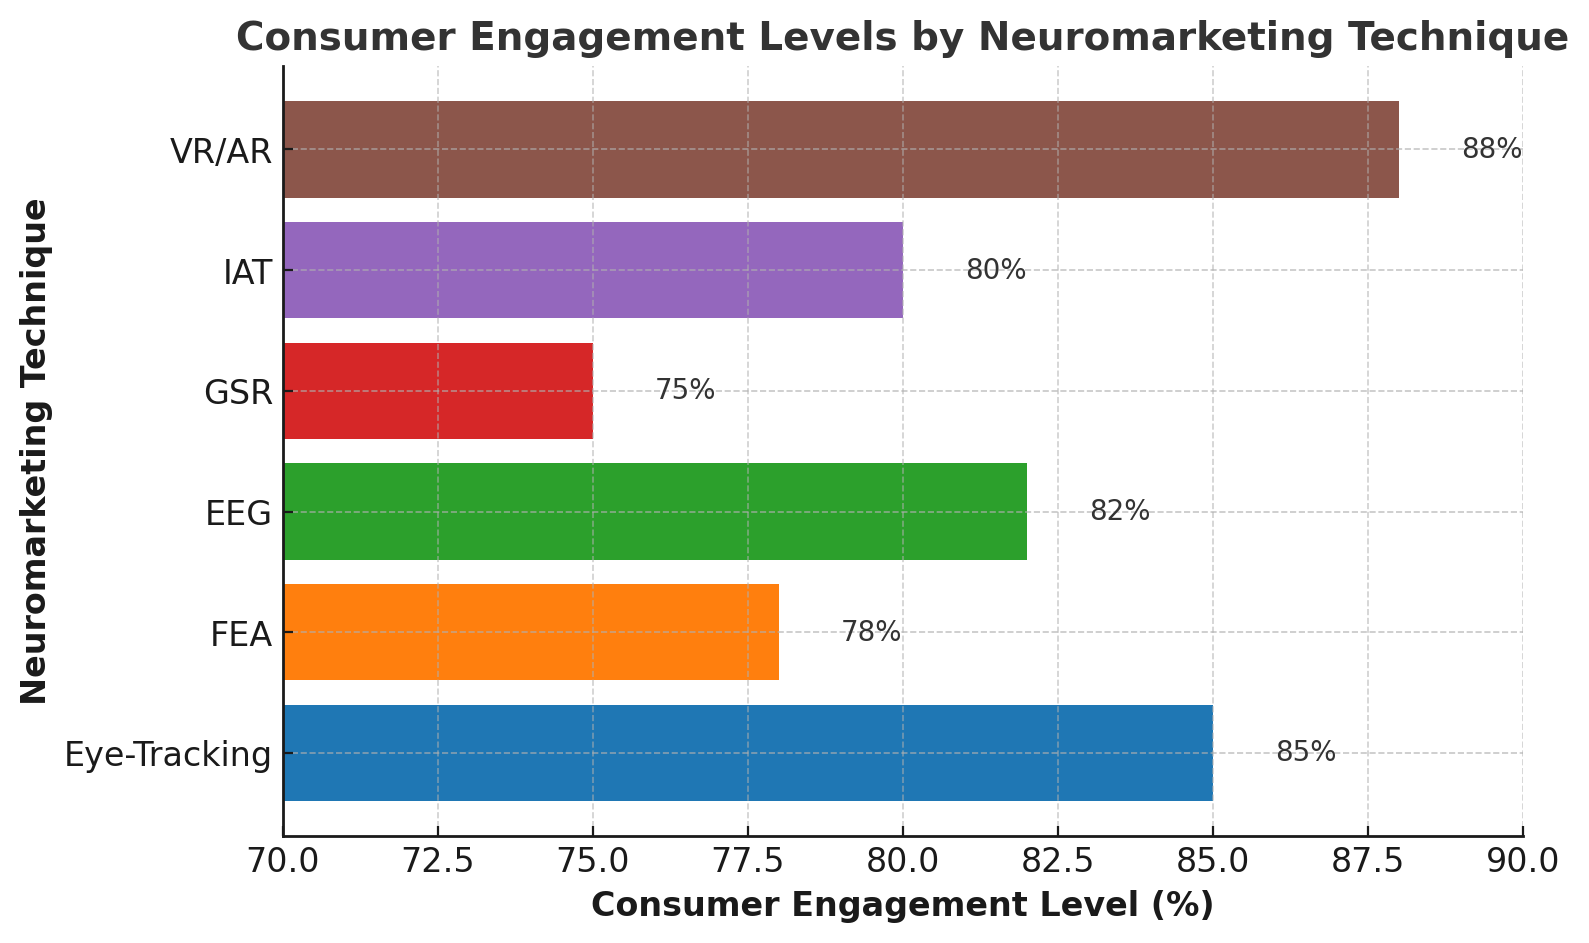 Consumer Engagement Levels by Neuromarketing Technique
Neuromarketing Technique
VR/AR
88%
IAT
80%
GSR
75%
EEG
82%
FEA
78%
Eye-Tracking
85%
70.0 72.5 75.0 77.5 80.0 82.5 85.0 87.5 90.0
Consumer Engagement Level (%)